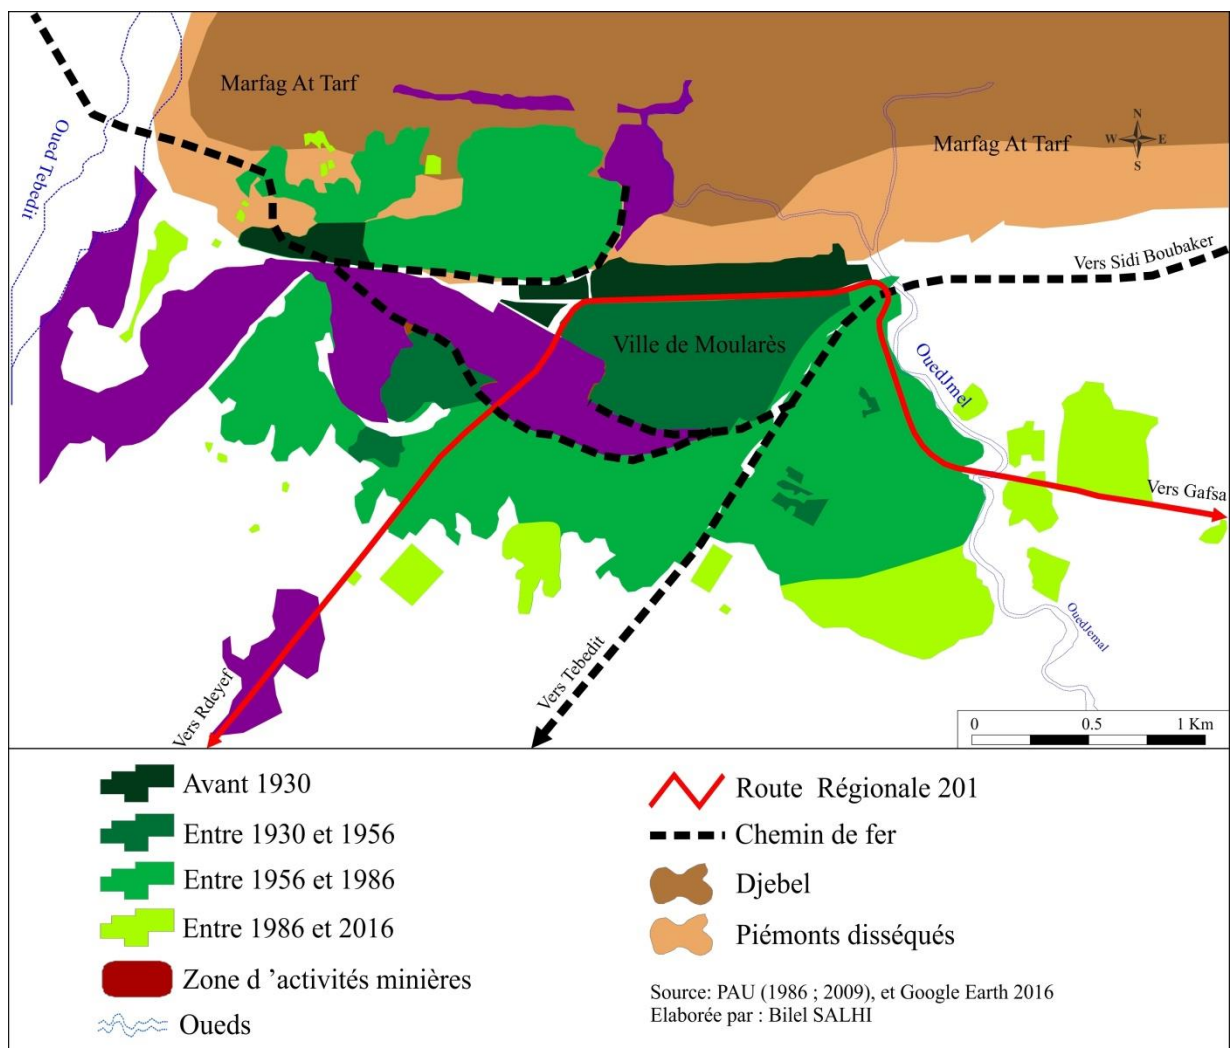 Marfag At Tarf
Marfag At Tarf
N
W E
S
Oued Tebedit
Vers Sidi Boubaker
Ville de Moularès
OuedJmel
Vers Gafsa
OuedJemal
Vers Tebedit
Vers Rdeyef
0 0.5 1 Km
Avant 1930
Entre 1930 et 1956
Entre 1956 et 1986
Entre 1986 et 2016
Zone d ’activités minières
Oueds
Route Régionale 201
Chemin de fer
Djebel
Piémonts disséqués
Source: PAU (1986 ; 2009), et Google Earth 2016
Elaborée par : Bilel SALHI